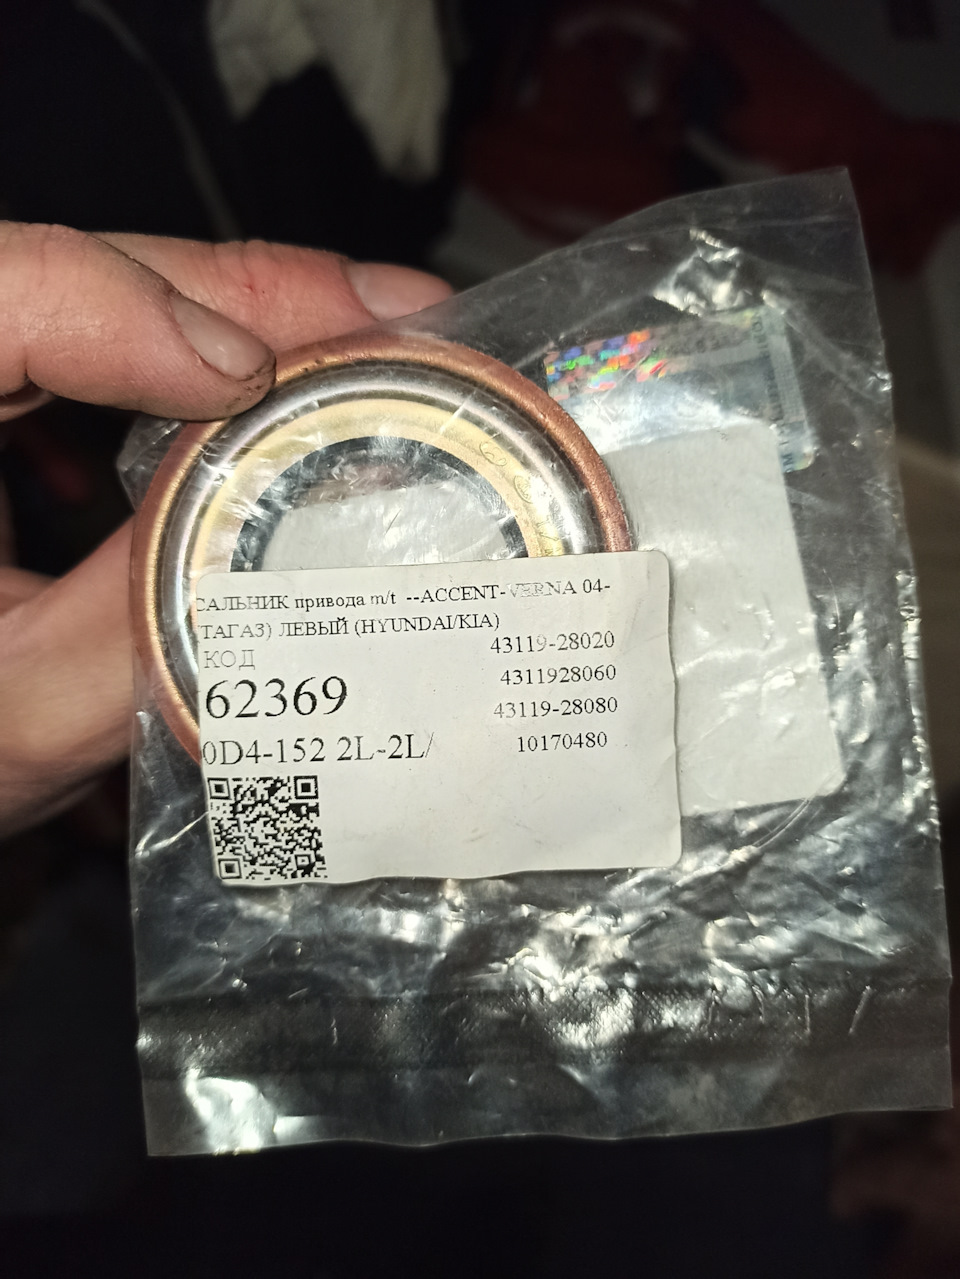 САЛЬНИК привода m/t --ACCENT-VERNA 04-
ТАГАЗ) ЛЕВЫЙ (HYUNDAI/KIA)
КОД
62369
0D4-152 2L-2L/
43119-28020
4311928060
43119-28080
10170480